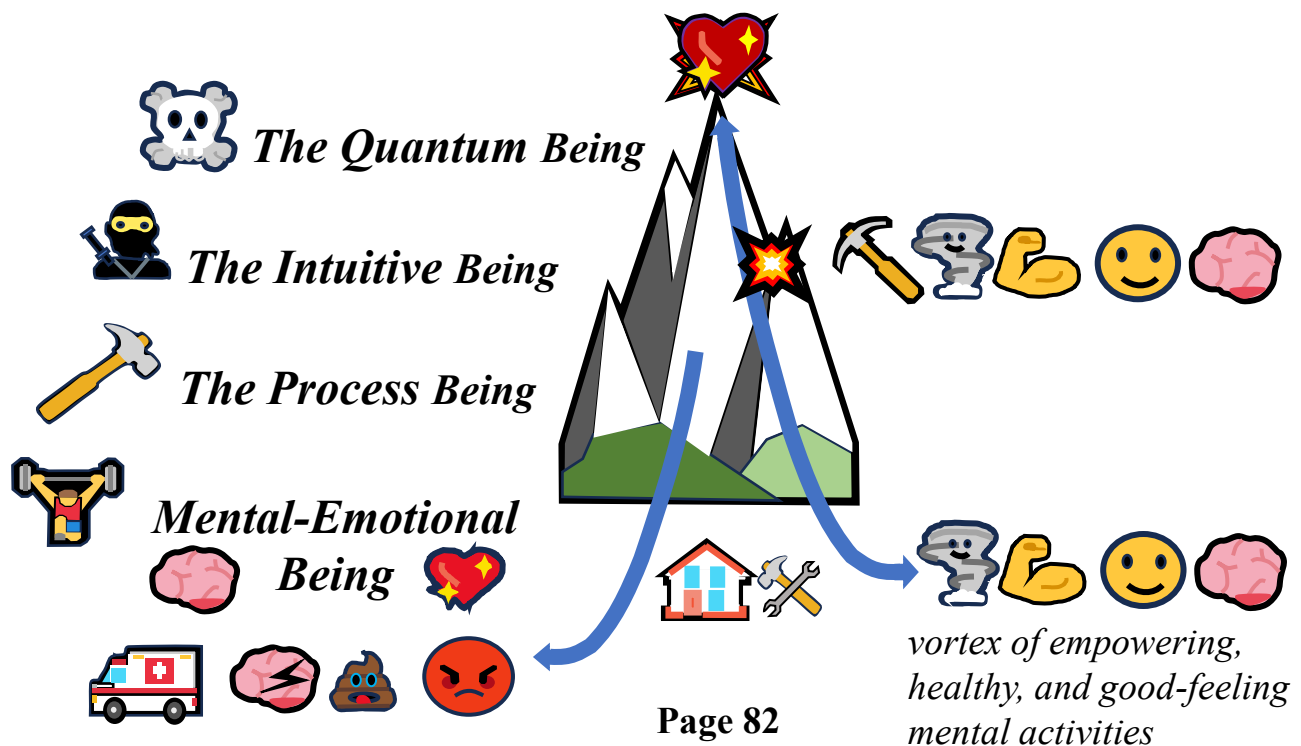 The Quantum Being
The Intuitive Being
The Process Being
Mental-Emotional
Being
vortex of empowering,
healthy, and good-feeling
mental activities
Page 82